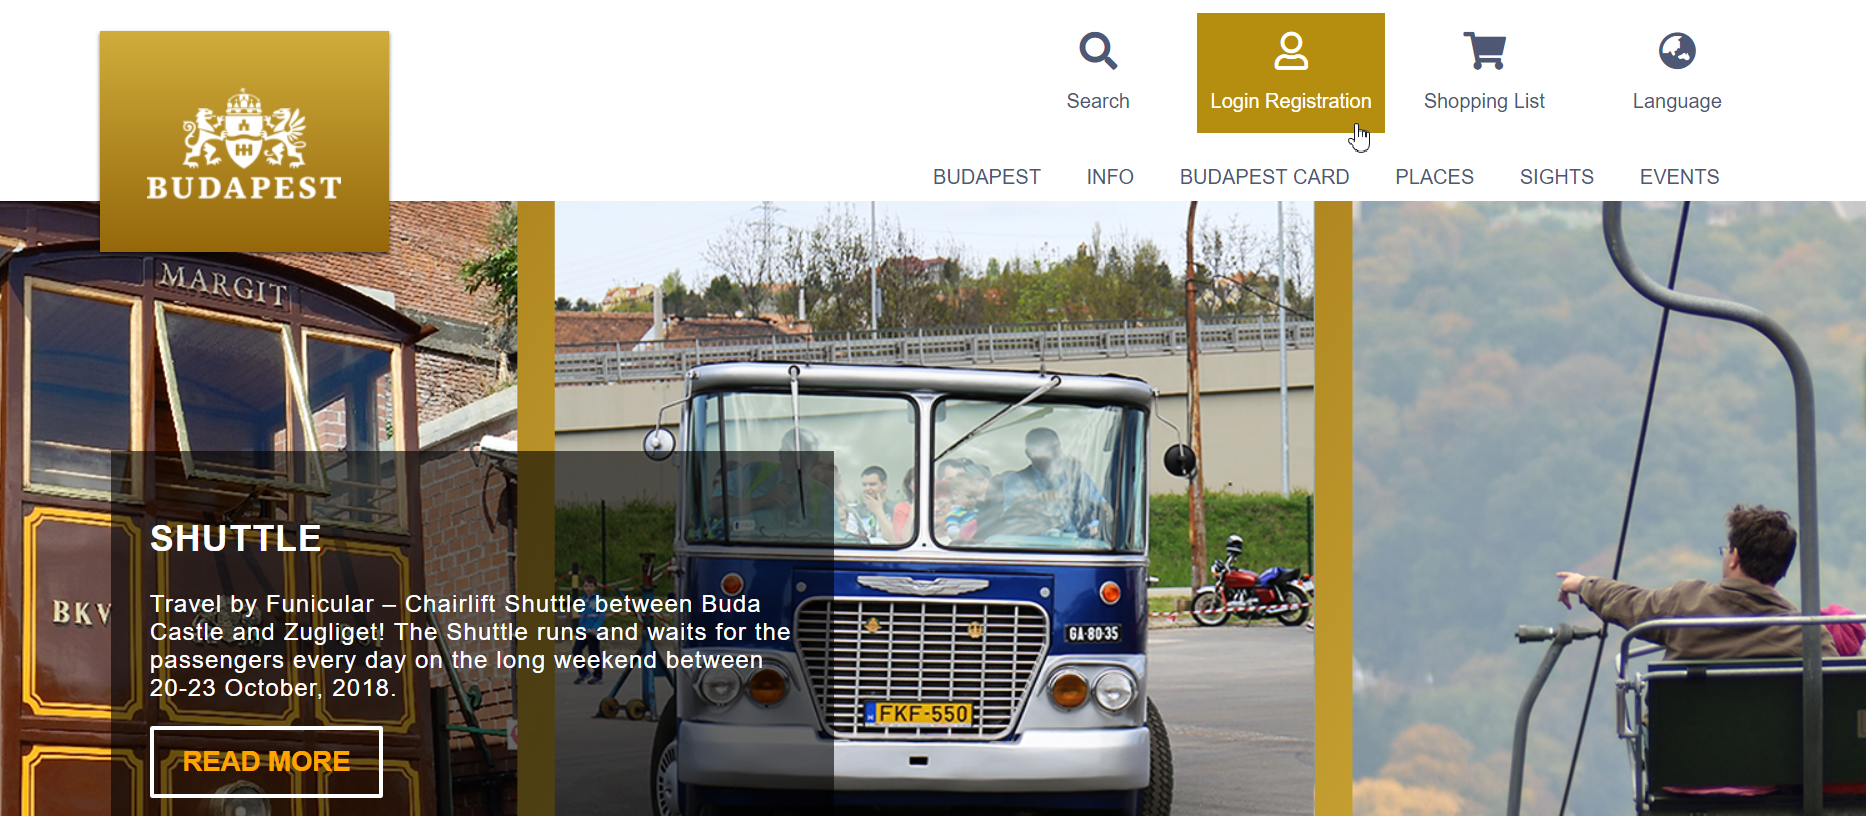 BUDAPEST
Search
Login Registration
Shopping List
Language
BUDAPEST
INFO
BUDAPEST CARD
PLACES
SIGHTS
EVENTS
MARGIT
BKV
GA·80-35
H
FKF-550
SHUTTLE
Travel by Funicular – Chairlift Shuttle between Buda
Castle and Zugliget! The Shuttle runs and waits for the
passengers every day on the long weekend between
20-23 October, 2018.
READ MORE